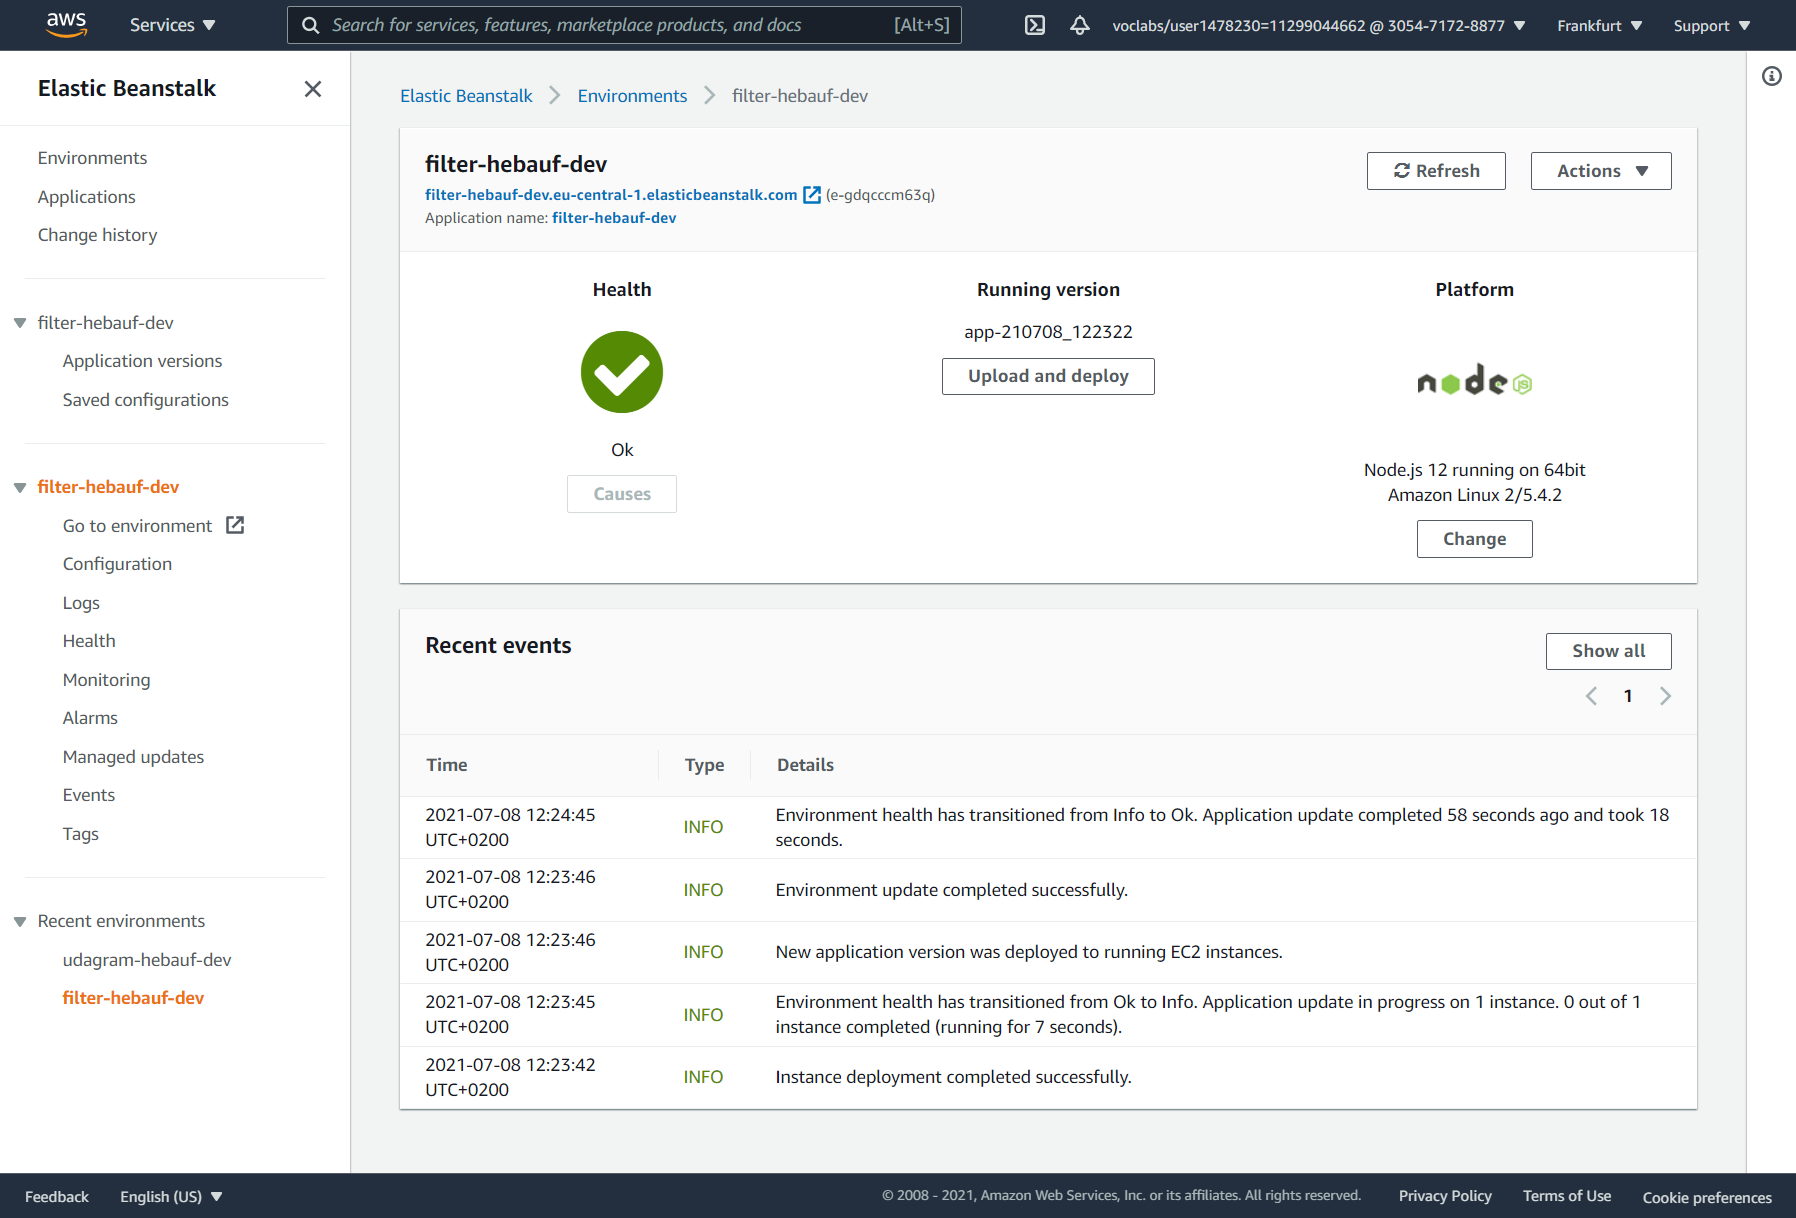 aws
Services
Search for services, features, marketplace products, and docs [Alt+S]
voclabs/user1478230=11299044662 @ 3054-7172-8877
Frankfurt
Support
Elastic Beanstalk
Environments
Applications
Change history
filter-hebauf-dev
Application versions
Saved configurations
filter-hebauf-dev
Go to environment
Configuration
Logs
Health
Monitoring
Alarms
Managed updates
Events
Tags
Recent environments
udagram-hebauf-dev
filter-hebauf-dev
Elastic Beanstalk > Environments > filter-hebauf-dev
filter-hebauf-dev
filter-hebauf-dev.eu-central-1.elasticbeanstalk.com (e-gdqcccm63q)
Application name: filter-hebauf-dev
Refresh
Actions
Health
Ok
Causes
Running version
app-210708_122322
Upload and deploy
Platform
node JS
Node.js 12 running on 64bit
Amazon Linux 2/5.4.2
Change
Recent events
Show all
1
Time Type Details
2021-07-08 12:24:45
UTC+0200
INFO
Environment health has transitioned from Info to Ok. Application update completed 58 seconds ago and took 18
seconds.
2021-07-08 12:23:46
UTC+0200
INFO
Environment update completed successfully.
2021-07-08 12:23:46
UTC+0200
INFO
New application version was deployed to running EC2 instances.
2021-07-08 12:23:45
UTC+0200
INFO
Environment health has transitioned from Ok to Info. Application update in progress on 1 instance. 0 out of 1
instance completed (running for 7 seconds).
2021-07-08 12:23:42
UTC+0200
INFO
Instance deployment completed successfully.
Feedback
English (US)
© 2008 - 2021, Amazon Web Services, Inc. or its affiliates. All rights reserved.
Privacy Policy
Terms of Use
Cookie preferences